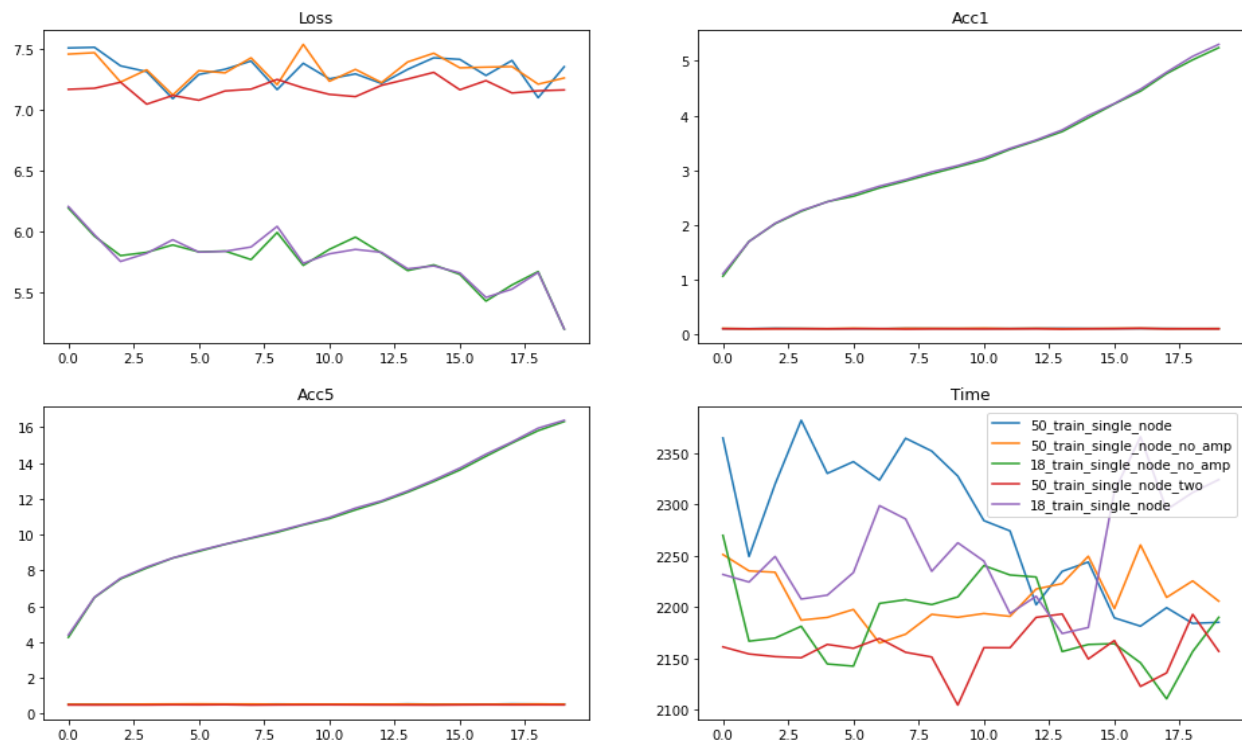 Loss
7.5
7.0
6.5
6.0
5.5
0.0 2.5 5.0 7.5 10.0 12.5 15.0 17.5
Acc1
5
4
3
2
1
0
0.0 2.5 5.0 7.5 10.0 12.5 15.0 17.5
Acc5
16
14
12
10
8
6
4
2
0
0.0 2.5 5.0 7.5 10.0 12.5 15.0 17.5
Time
2350
2300
2250
2200
2150
2100
0.0 2.5 5.0 7.5 10.0 12.5 15.0 17.5
50_train_single_node
50_train_single_node_no_amp
18_train_single_node_no_amp
50_train_single_node_two
18_train_single_node